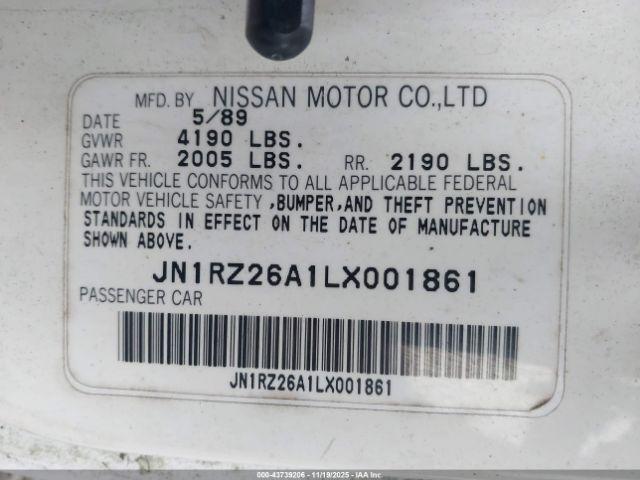 MFD. BY NISSAN MOTOR CO.,LTD
DATE 5/89
GVWR 4190 LBS.
GAWR FR. 2005 LBS. RR. 2190 LBS.
THIS VEHICLE CONFORMS TO ALL APPLICABLE FEDERAL
MOTOR VEHICLE SAFETY ,BUMPER,AND THEFT PREVENTION
STANDARDS IN EFFECT ON THE DATE OF MANUFACTURE
SHOWN ABOVE.
JN1RZ26A1LX001861
PASSENGER CAR
JN1RZ26A1LX001861
000-43739206 - 11/19/2025 - IAA Holdings, LLC